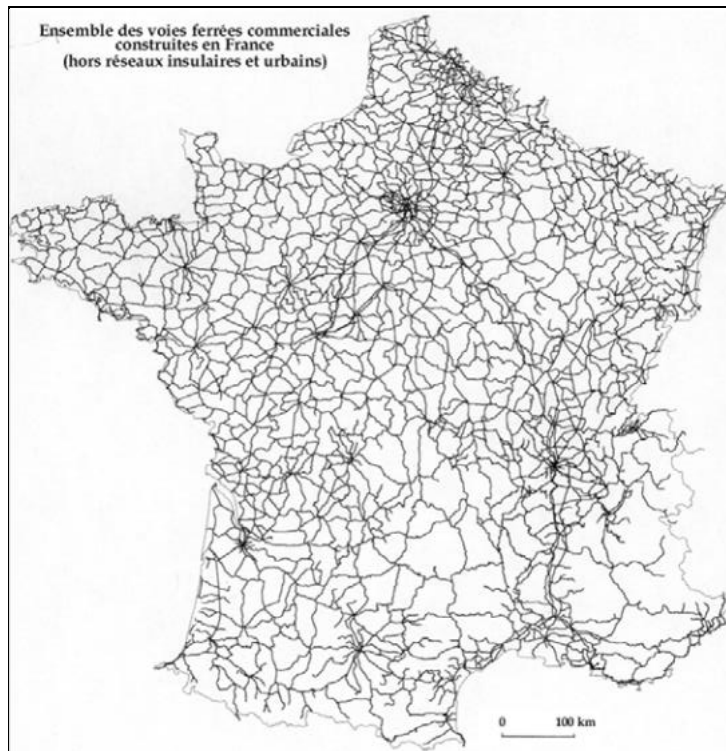 Ensemble des voies ferrées commerciales
construites en France
(hors réseaux insulaires et urbains)
0 100 km